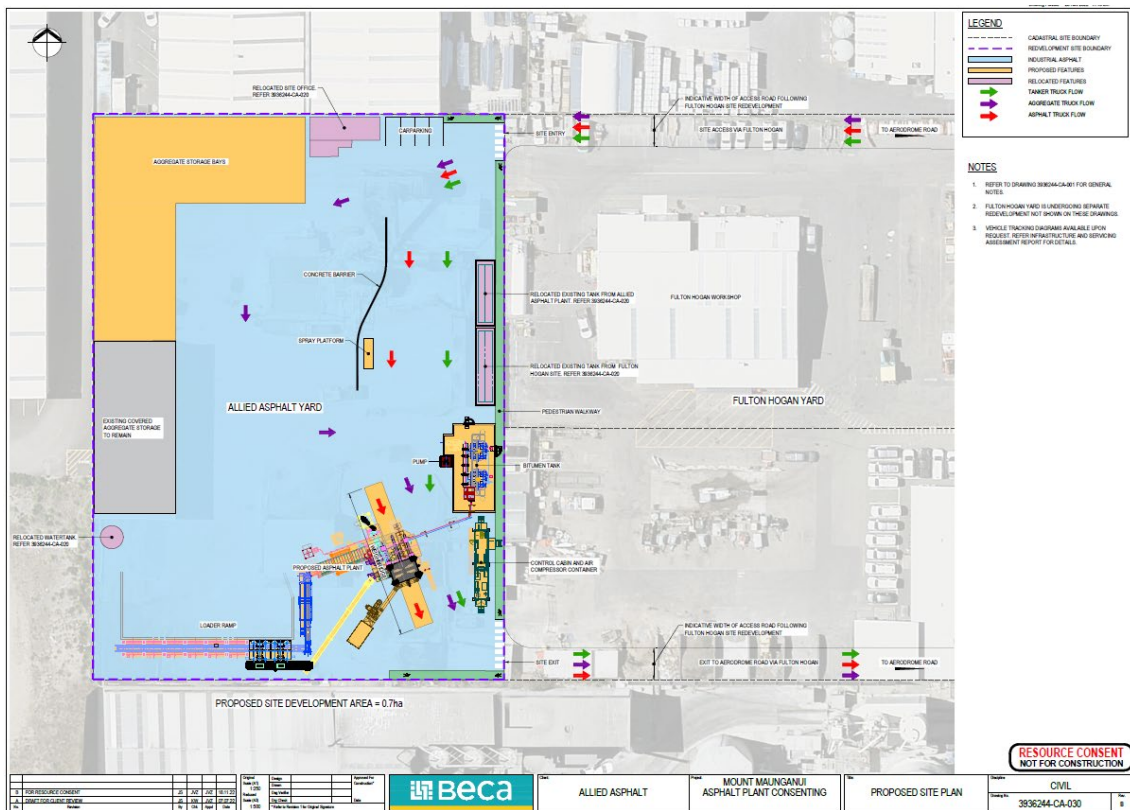 LEGEND
CADASTRAL SITE BOUNDARY
REDVELOPMENT SITE BOUNDARY
INDUSTRIAL ASPHALT
PROPOSED FEATURES
RELOCATED FEATURES
TANKER TRUCK FLOW
AGGREGATE TRUCK FLOW
ASPHALT TRUCK FLOW
NOTES
1. REFER TO DRAWING 3936244-CA-001 FOR GENERAL
NOTES.
2. FULTON HOGAN YARD IS UNDERGOING SEPARATE
REDEVELOPMENT NOT SHOWN ON THESE DRAWINGS.
3. VEHICLE TRACKING DIAGRAMS AVAILABLE UPON
REQUEST. REFER INFRASTRUCTURE AND SERVICING
ASSESSMENT REPORT FOR DETAILS.
RELOCATED SITE OFFICE.
REFER 3936244-CA-020
CARPARKING
SITE ENTRY
INDICATIVE WIDTH OF ACCESS ROAD FOLLOWING
FULTON HOGAN SITE REDEVELOPMENT
SITE ACCESS VIA FULTON HOGAN
TO AERODROME ROAD
AGGREGATE STORAGE BAYS
CONCRETE BARRIER
RELOCATED EXISTING TANK FROM ALLIED
ASPHALT PLANT. REFER 3936244-CA-020
FULTON HOGAN WORKSHOP
SPRAY PLATFORM
RELOCATED EXISTING TANK FROM FULTON
HOGAN SITE. REFER 3936244-CA-020
ALLIED ASPHALT YARD
FULTON HOGAN YARD
EXISTING COVERED
AGGREGATE STORAGE
TO REMAIN
PEDESTRIAN WALKWAY
PUMP
BITUMEN TANK
RELOCATED WATERTANK.
REFER 3936244-CA-020
PROPOSED ASPHALT PLANT
CONTROL CABIN AND AIR
COMPRESSOR CONTAINER
LOADER RAMP
INDICATIVE WIDTH OF ACCESS ROAD FOLLOWING
FULTON HOGAN SITE REDEVELOPMENT
SITE EXIT
EXIT TO AERODROME ROAD VIA FULTON HOGAN
TO AERODROME ROAD
PROPOSED SITE DEVELOPMENT AREA = 0.7ha
RESOURCE CONSENT
NOT FOR CONSTRUCTION
B FOR RESOURCE CONSENT
A DRAFT FOR CLIENT REVIEW
Beca
ALLIED ASPHALT
MOUNT MAUNGANUI
ASPHALT PLANT CONSENTING
PROPOSED SITE PLAN
CIVIL
3936244-CA-030
B